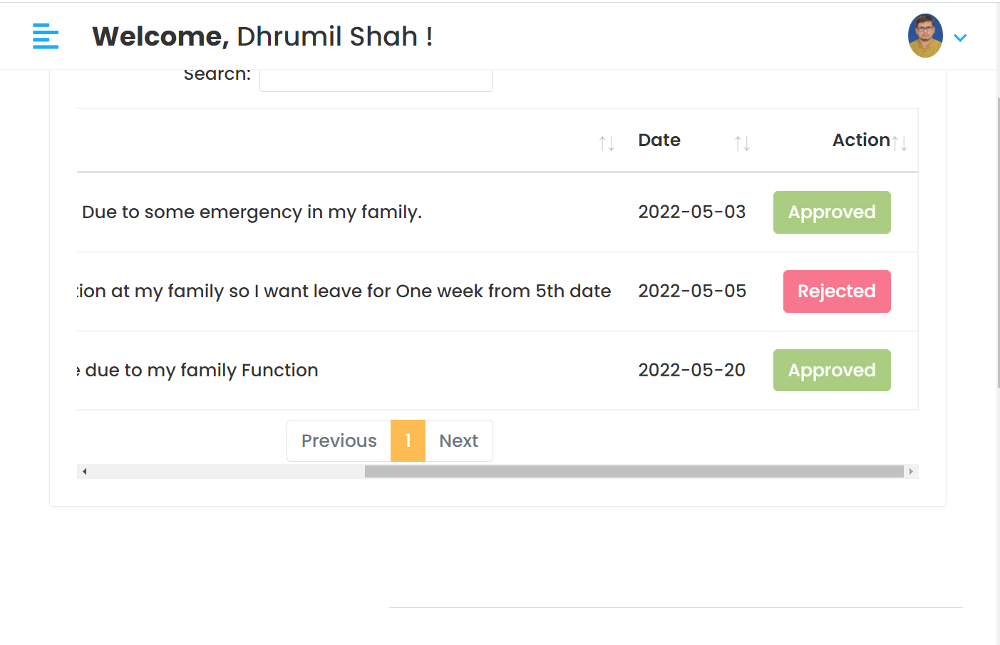 Welcome, Dhrumil Shah !
Search:
Date Action
Due to some emergency in my family. 2022-05-03 Approved
at my family so I want leave for One week from 5th date 2022-05-05 Rejected
due to my family Function 2022-05-20 Approved
Previous 1 Next